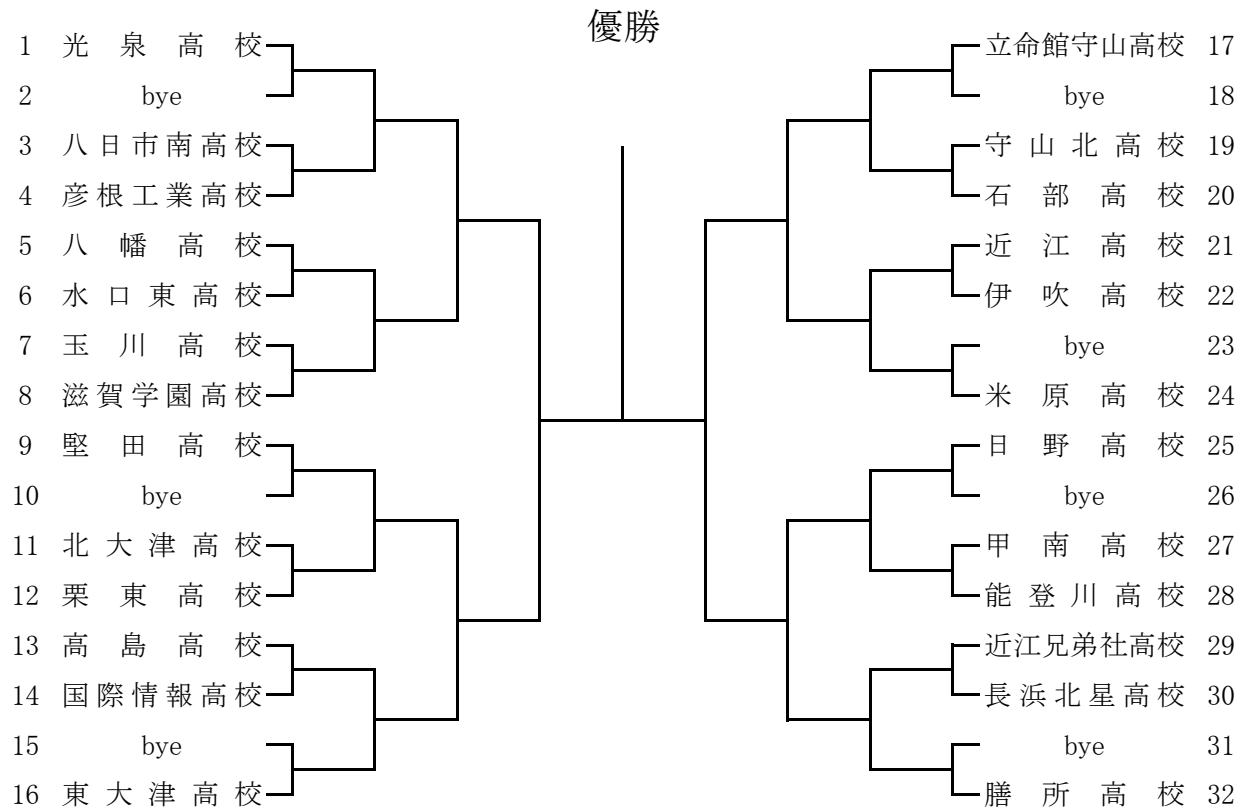 優勝
1 光泉高校
2 bye
3 八日市南高校
4 彦根工業高校
5 八幡高校
6 水口東高校
7 玉川高校
8 滋賀学園高校
9 堅田高校
10 bye
11 北大津高校
12 栗東高校
13 高島高校
14 国際情報高校
15 bye
16 東大津高校
立命館守山高校 17
bye 18
守山北高校 19
石部高校 20
近江高校 21
伊吹高校 22
bye 23
米原高校 24
日野高校 25
bye 26
甲南高校 27
能登川高校 28
近江兄弟社高校 29
長浜北星高校 30
bye 31
膳所高校 32